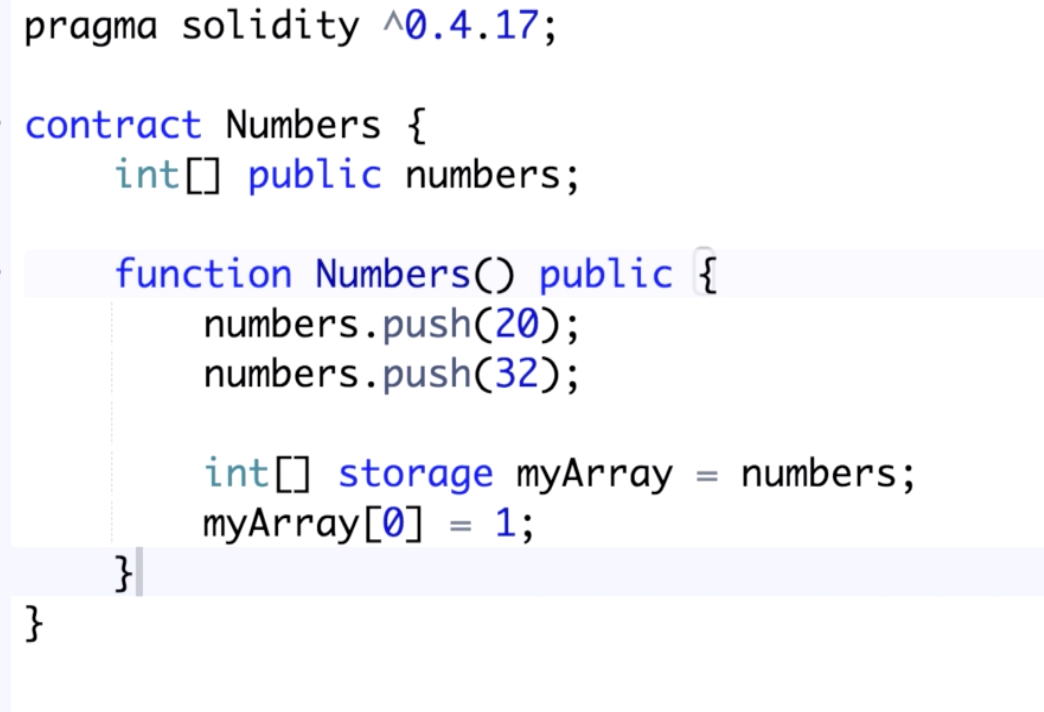 pragma solidity ^0.4.17;
contract Numbers {
    int[] public numbers;
    function Numbers() public {
        numbers.push(20);
        numbers.push(32);
        int[] storage myArray = numbers;
        myArray[0] = 1;
    }
}